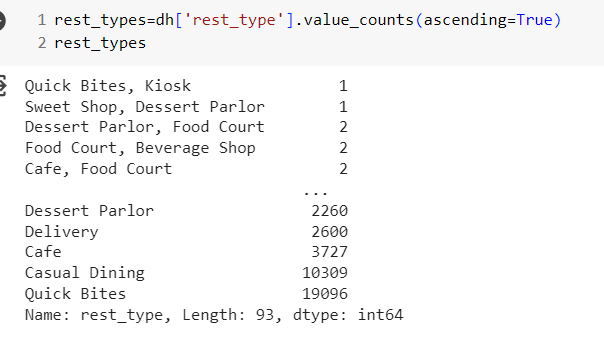 1 rest_types=dh['rest_type'].value_counts(ascending=True)
2 rest_types
Quick Bites, Kiosk 1
Sweet Shop, Dessert Parlor 1
Dessert Parlor, Food Court 2
Food Court, Beverage Shop 2
Cafe, Food Court 2
...
Dessert Parlor 2260
Delivery 2600
Cafe 3727
Casual Dining 10309
Quick Bites 19096
Name: rest_type, Length: 93, dtype: int64